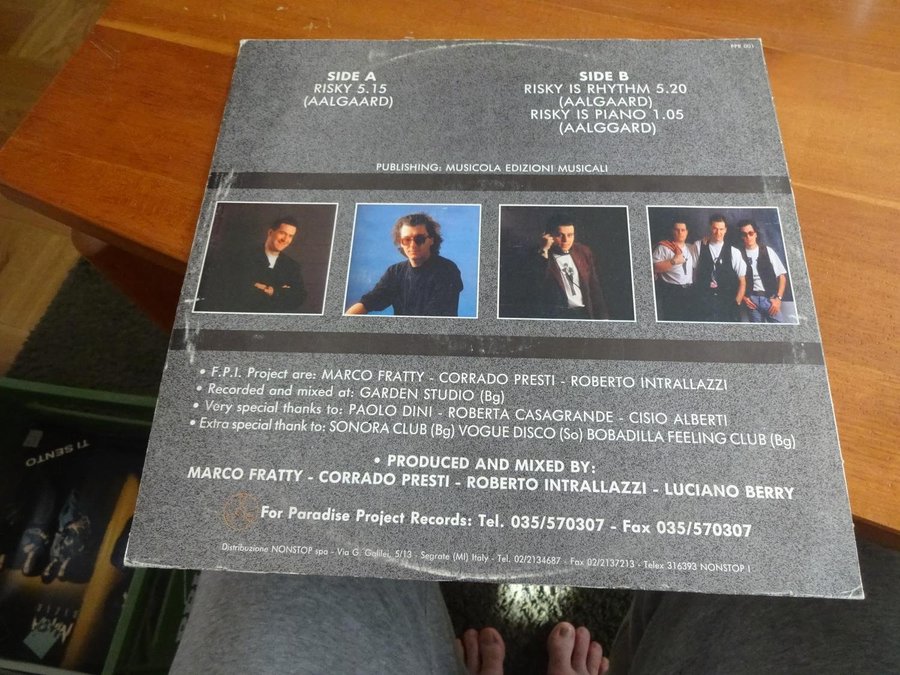 PPR 001
SIDE A
RISKY 5.15
(AALGAARD)
SIDE B
RISKY IS RHYTHM 5.20
(AALGAARD)
RISKY IS PIANO 1.05
(AALGGARD)
PUBLISHING: MUSICOLA EDIZIONI MUSICALI
• F.P.I. Project are: MARCO FRATTY - CORRADO PRESTI - ROBERTO INTRALLAZZI
• Recorded and mixed at: GARDEN STUDIO (Bg)
• Very special thanks to: PAOLO DINI - ROBERTA CASAGRANDE - CISIO ALBERTI
• Extra special thank to: SONORA CLUB (Bg) VOGUE DISCO (So) BOBADILLA FEELING CLUB (Bg)
• PRODUCED AND MIXED BY:
MARCO FRATTY - CORRADO PRESTI - ROBERTO INTRALLAZZI - LUCIANO BERRY
For Paradise Project Records: Tel. 035/570307 - Fax 035/570307
Distribuzione NONSTOP spa - Via G. Galilei, 5/13 - Segrate (MI) Italy - Tel. 02/2134687 - Fax 02/2137213 - Telex 316393 NONSTOP I
TI SENTO